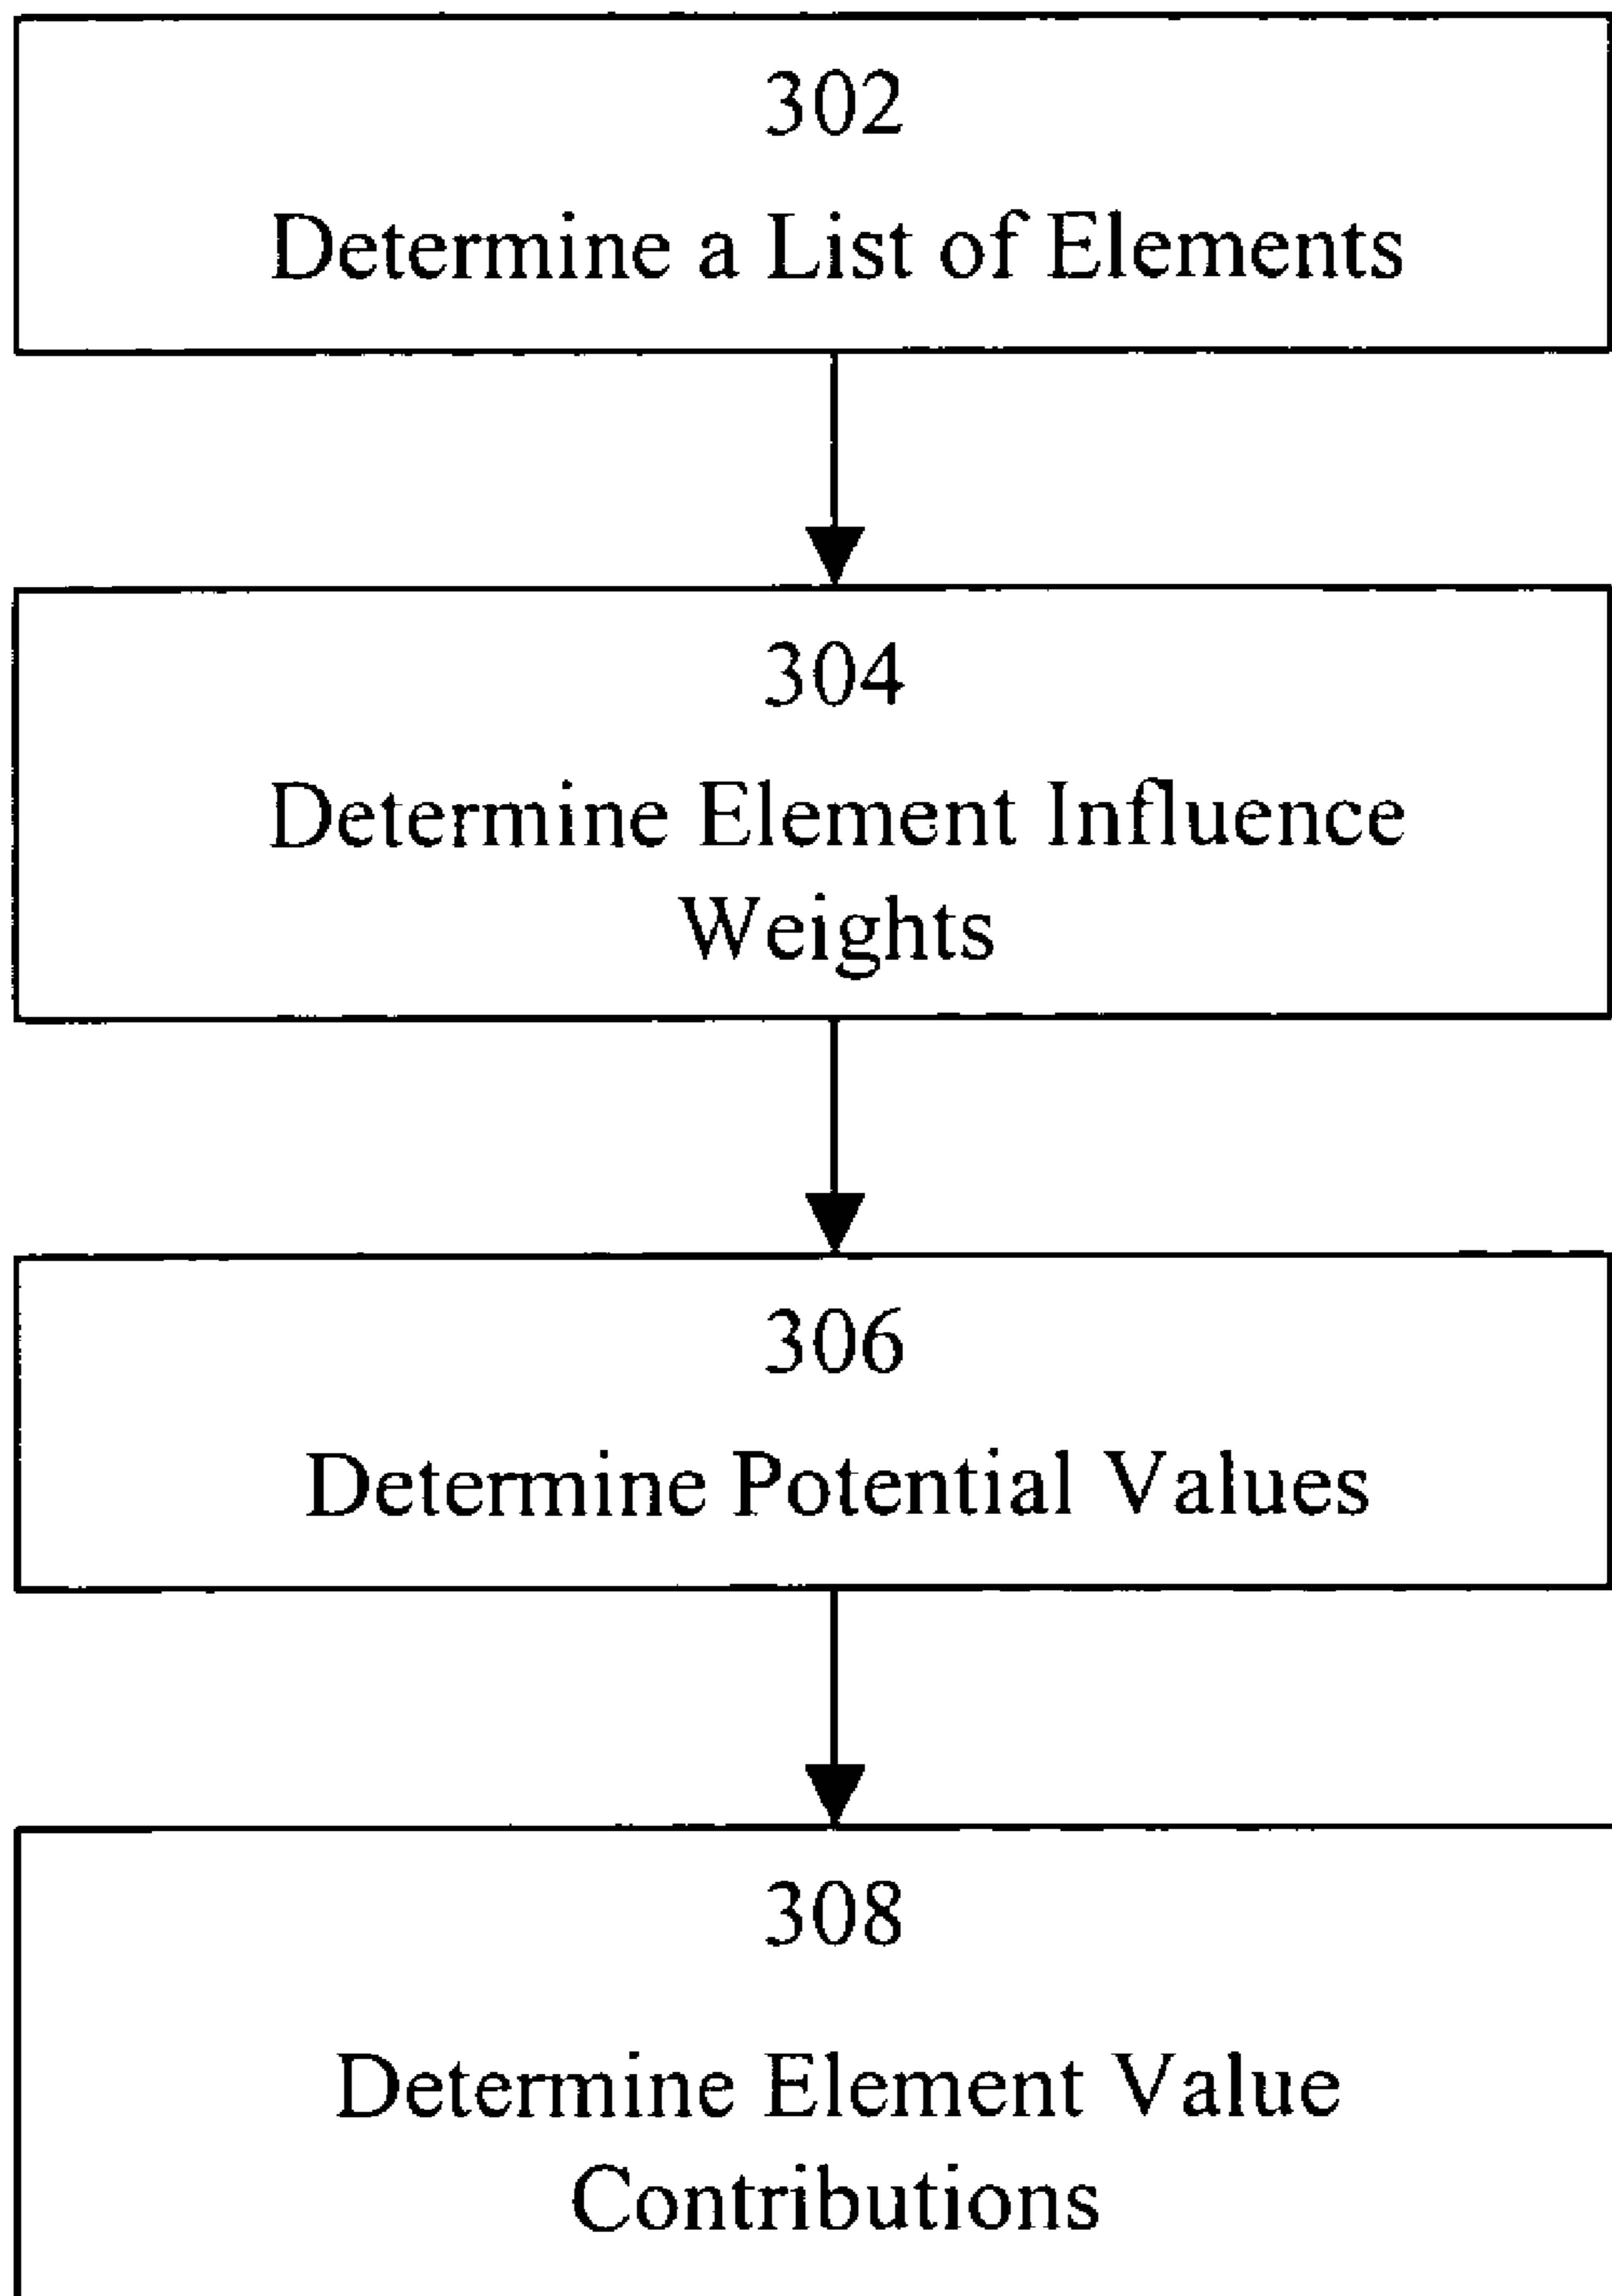 302
Determine a List of Elements
304
Determine Element Influence
Weights
306
Determine Potential Values
308
Determine Element Value
Contributions